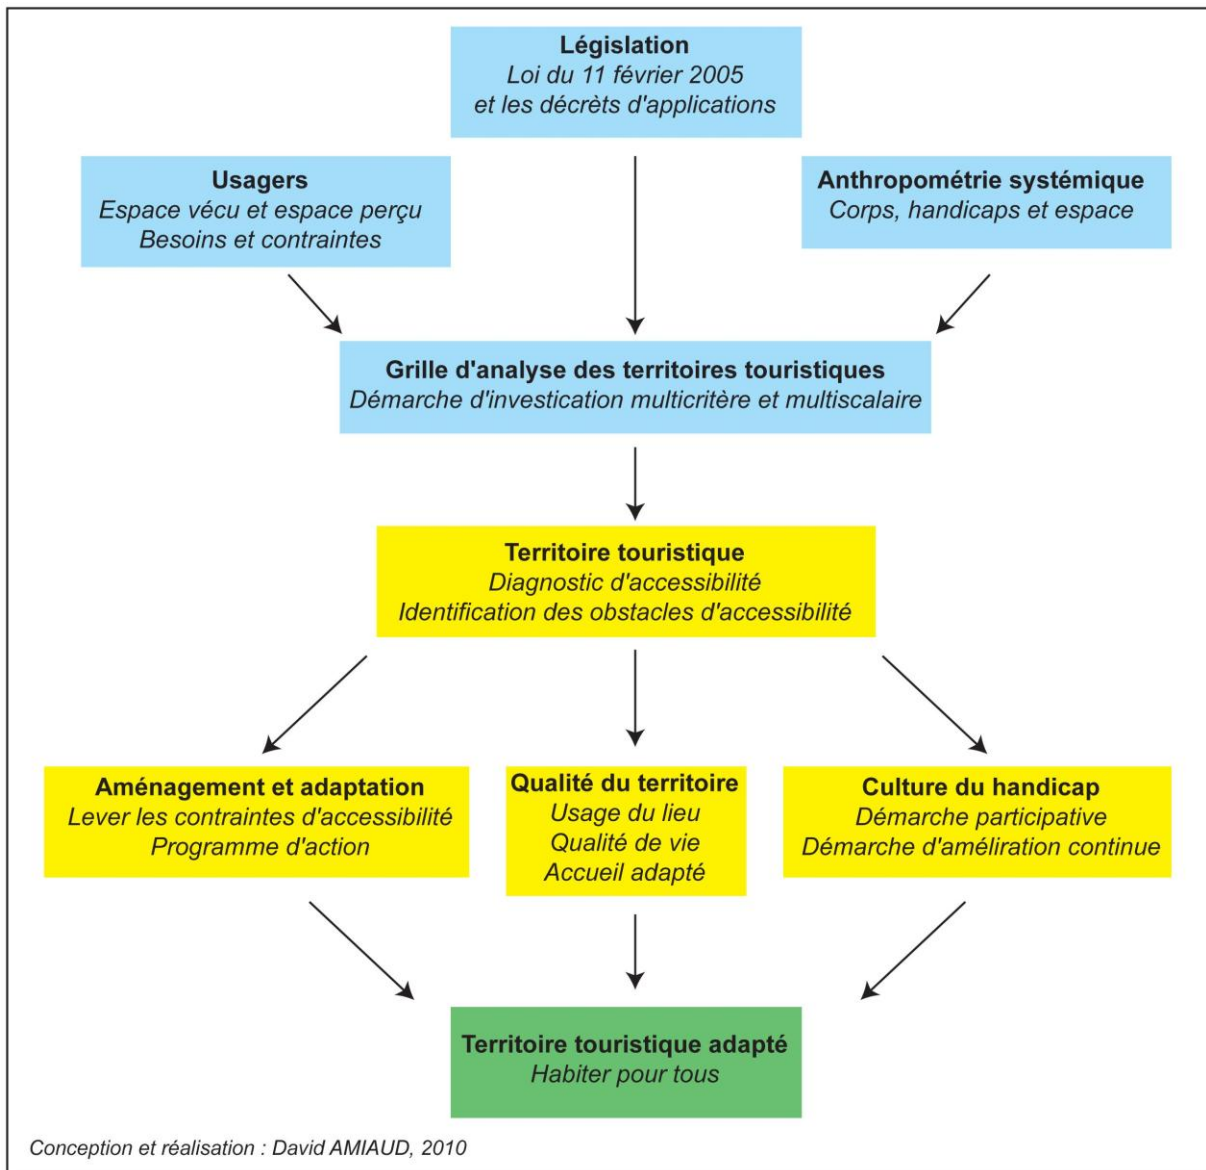 Législation
Loi du 11 février 2005
et les décrèts d'applications
Usagers
Espace vécu et espace perçu
Besoins et contraintes
Anthropométrie systémique
Corps, handicaps et espace
Grille d'analyse des territoires touristiques
Démarche d'investication multicritère et multiscalaire
Territoire touristique
Diagnostic d'accessibilité
Identification des obstacles d'accessibilité
Aménagement et adaptation
Lever les contraintes d'accessibilité
Programme d'action
Qualité du territoire
Usage du lieu
Qualité de vie
Accueil adapté
Culture du handicap
Démarche participative
Démarche d'amélration continue
Territoire touristique adapté
Habiter pour tous
Conception et réalisation : David AMIAUD, 2010